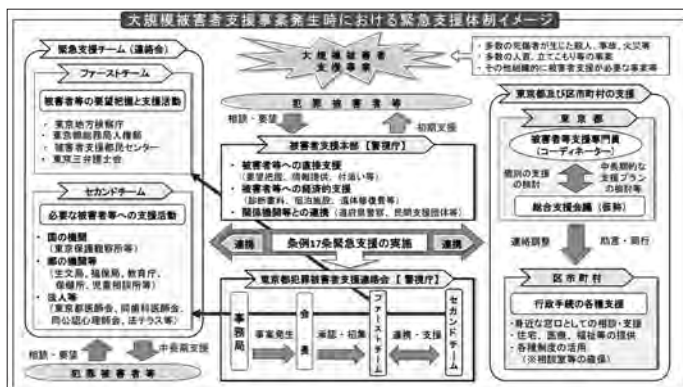 大規模被害者支援事案発生時における緊急支援体制イメージ
緊急支援チーム（連絡会）
ファーストチーム
被害者等の要望把握と支援活動
・東京地方検察庁
・東京都総務局人権部
・被害者支援都民センター
・東京三弁護士会
セカンドチーム
必要な被害者等への支援活動
・国の機関
（東京保護観察所等）
・都の機関等
（生文局、福保局、教育庁、
保健所、児童相談所等）
・法人等
（東京都医師会、同歯科医師会、
同公認心理師会、法テラス等）
相談・要望
中長期支援
犯罪被害者等
大規模被害者
支援事案
・多数の死傷者が生じた殺人、事故、火災等
・多数の人質、立てこもり等の事案
・その他組織的に被害者支援が必要な事案等
犯罪被害者等
相談・要望
初期支援
被害者支援本部【警視庁】
・被害者等への直接支援
（要望把握、情報提供、付添い等）
・被害者等への経済的支援
（診断書料、宿泊施設、遺体修復費等）
・関係機関等との連携（道府県警察、民間支援団体等）
連携
条例17条緊急支援の実施
連携
東京都犯罪被害者支援連絡会【警視庁】
事務局
事案発生
会長
承認・招集
ファーストチーム
連携・支援
セカンドチーム
東京都及び区市町村の支援
東京都
被害者等支援専門員
（コーディネーター）
個別の支援
の検討
中長期的な
支援プラン
の検討等
総合支援会議（仮称）
連絡調整
助言・同行
区市町村
行政手続の各種支援
・身近な窓口としての相談・支援
・住宅、医療、福祉等の提供
・各種制度の活用
（※相談室等の確保）